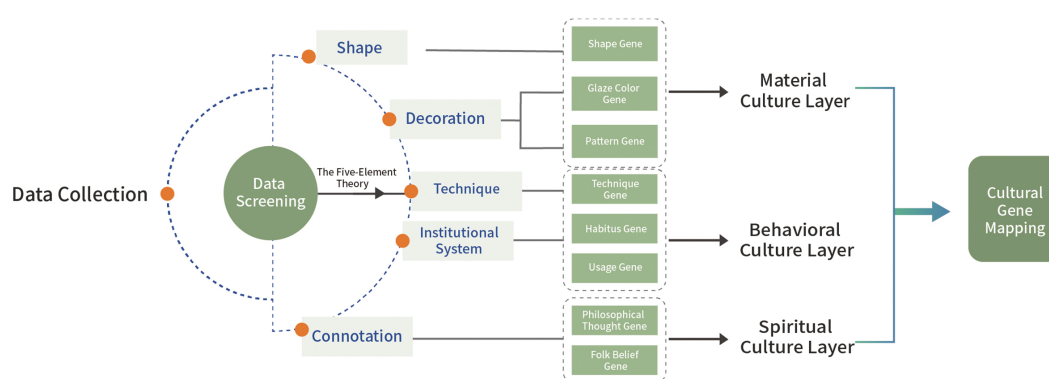 Data Collection
Data
Screening
The Five-Element
Theory
Shape
Decoration
Technique
Institutional
System
Connotation
Shape Gene
Glaze Color
Gene
Pattern Gene
Technique
Gene
Habitus Gene
Usage Gene
Philosophical
Thought Gene
Folk Belief
Gene
Material
Culture Layer
Behavioral
Culture Layer
Spiritual
Culture Layer
Cultural
Gene
Mapping